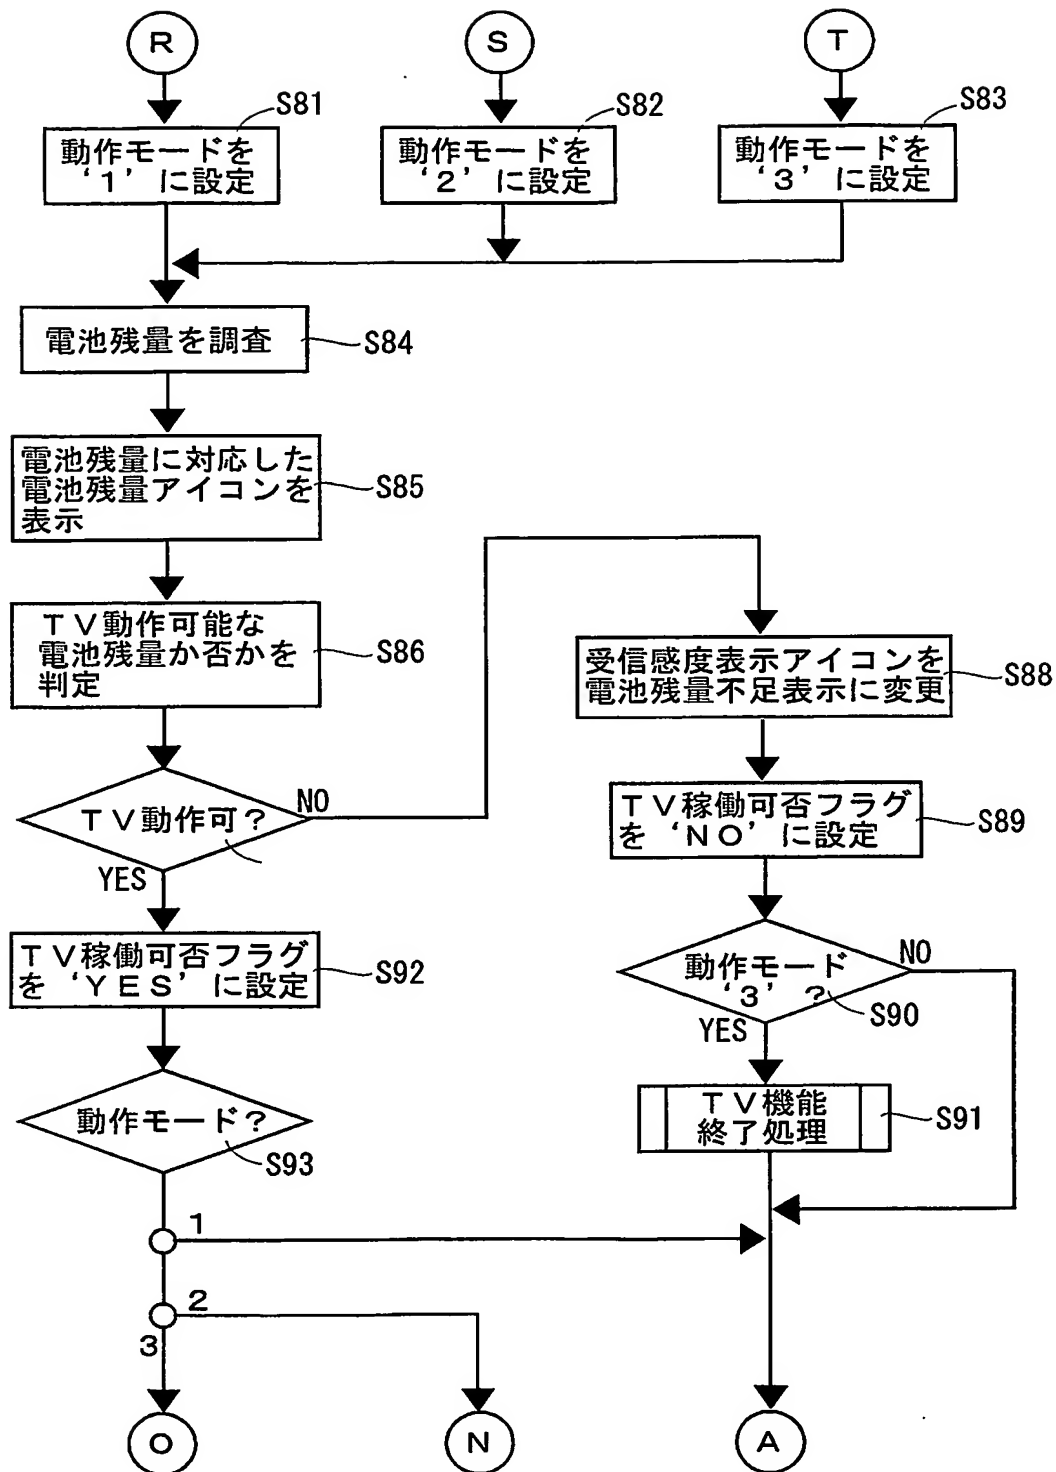 R
S
T
S81
S82
S83
動作モードを
‘1’に設定
動作モードを
‘2’に設定
動作モードを
‘3’に設定
電池残量を調査
S84
電池残量に対応した
電池残量アイコンを
表示
S85
TV動作可能な
電池残量か否かを
判定
S86
受信感度表示アイコンを
電池残量不足表示に変更
S88
TV動作可?
NO
YES
TV稼働可否フラグ
を‘NO’に設定
S89
TV稼働可否フラグ
を‘YES’に設定
S92
動作モード
‘3’?
NO
S90
YES
動作モード?
S93
TV機能
終了処理
S91
1
2
3
O
N
A